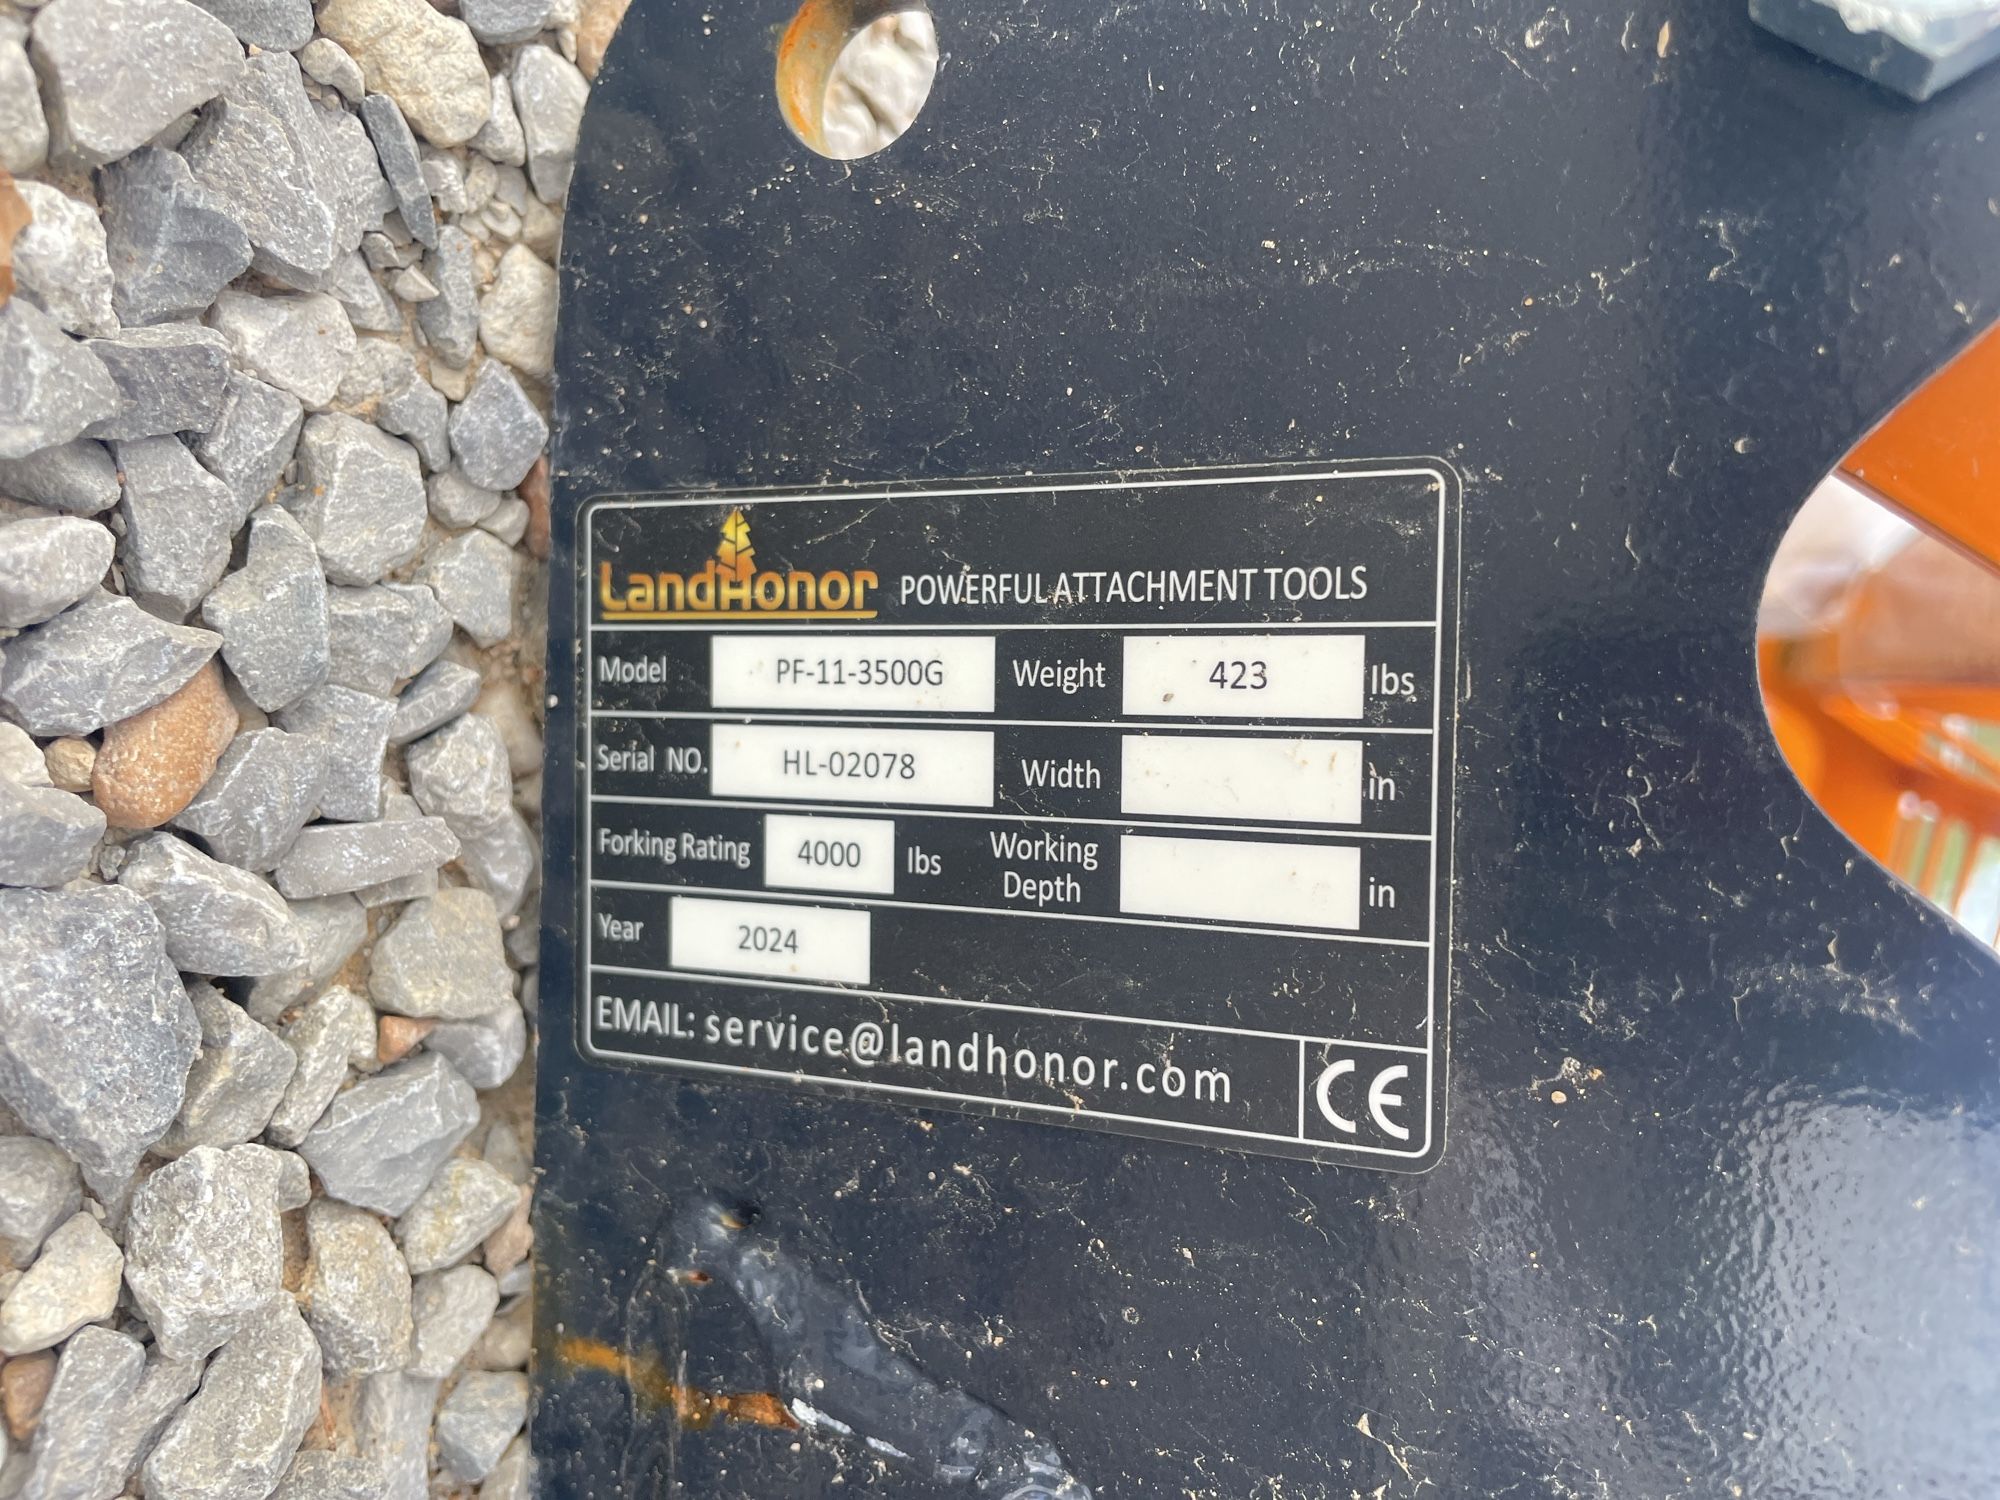 LandHonor POWERFUL ATTACHMENT TOOLS
Model PF-11-3500G Weight 423 lbs
Serial NO. HL-02078 Width in
Forking Rating 4000 lbs Working Depth in
Year 2024
EMAIL: service@landhonor.com CE